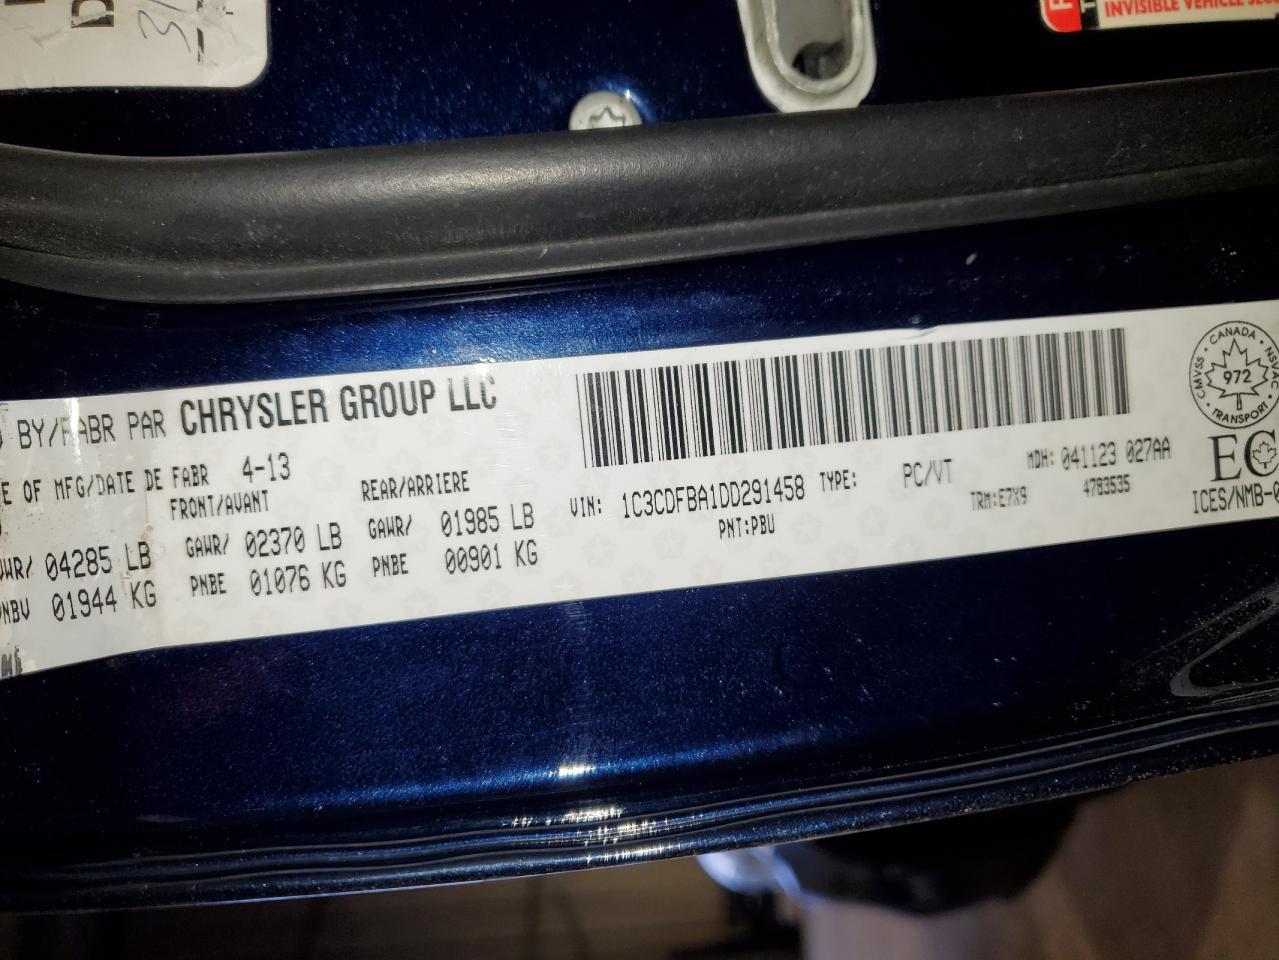 INVISIBLE VEHICLE
BY/FABR PAR CHRYSLER GROUP LLC
E OF MFG/DATE DE FABR 4-13
FRONT/AVANT REAR/ARRIERE
04285 LB GAWR/ 02370 LB GAWR/ 01985 LB
01944 KG PNBE 01076 KG PNBE 00901 KG
VIN: 1C3CDFBA1DD291458 TYPE: PC/VT MDH: 041123 027AA
PNT:PBU TRM:E7X9 4783535
CANADA
CMVSS NSVAC
972
TRANSPORT
EC
ICES/NMB-0